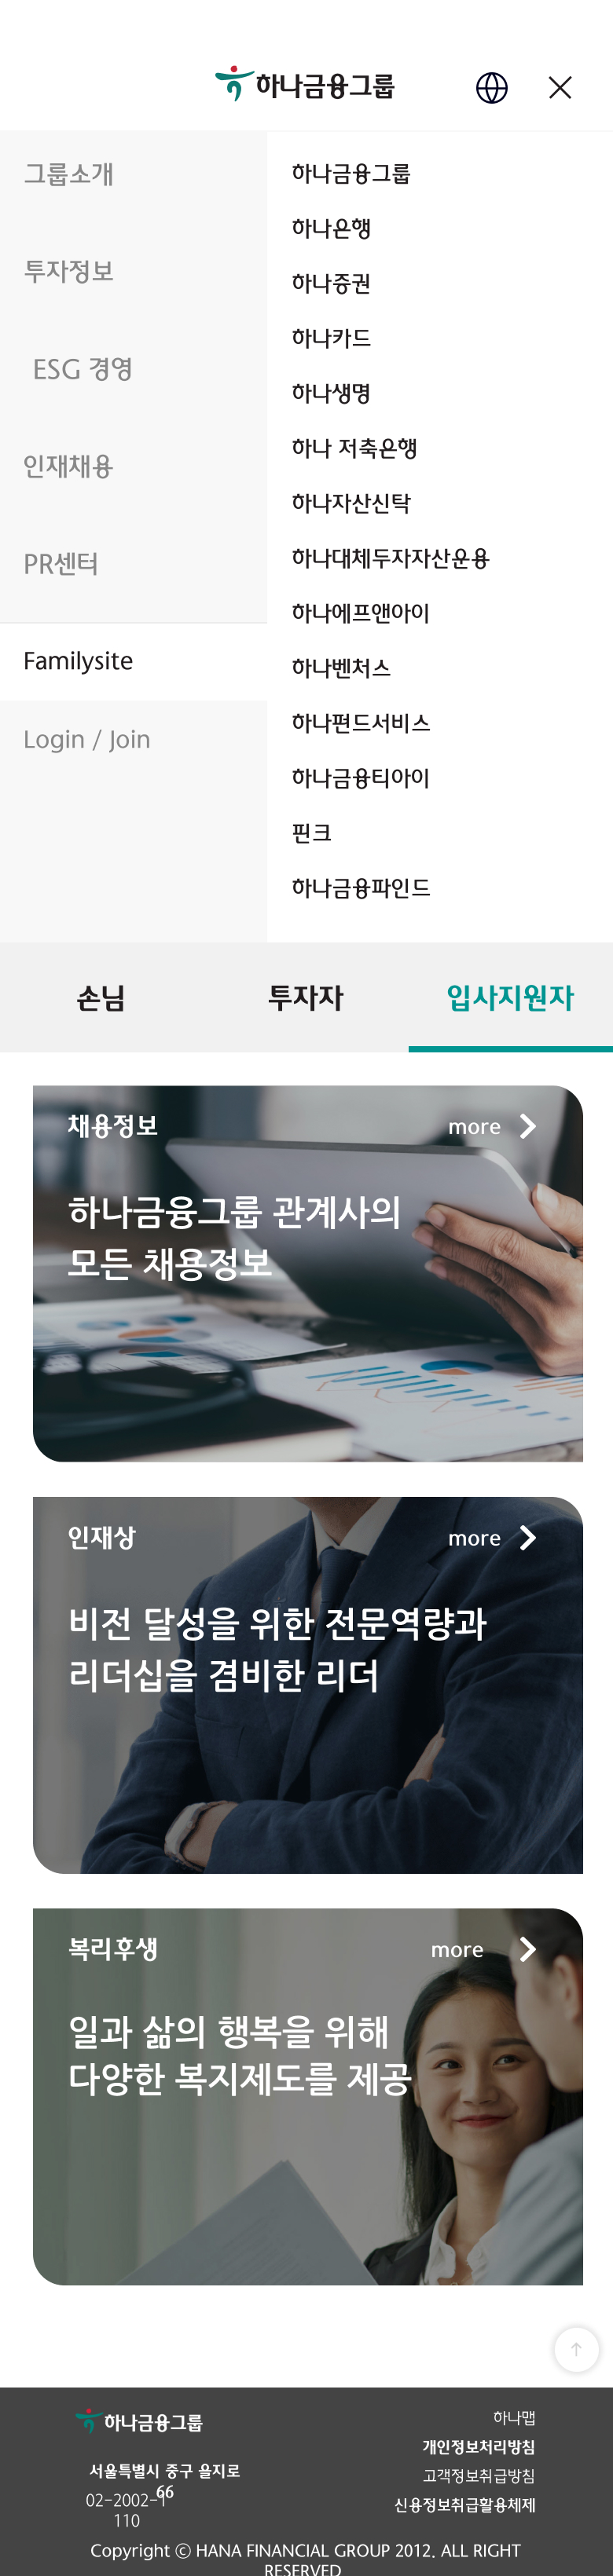 하나금융그룹
그룹소개
투자정보
ESG 경영
인재채용
PR센터
Familysite
Login / Join
하나금융그룹
하나은행
하나증권
하나카드
하나생명
하나 저축은행
하나자산신탁
하나대체두자자산운용
하나에프앤아이
하나벤처스
하나펀드서비스
하나금융티아이
핀크
하나금융파인드
손님
투자자
입사지원자
채용정보
more
하나금융그룹 관계사의
모든 채용정보
인재상
more
비전 달성을 위한 전문역량과
리더십을 겸비한 리더
복리후생
more
일과 삶의 행복을 위해
다양한 복지제도를 제공
하나금융그룹
서울특별시 중구 을지로
66
02-2002-1
110
하나맵
개인정보처리방침
고객정보취급방침
신용정보취급활용체제
Copyright ⓒ HANA FINANCIAL GROUP 2012. ALL RIGHT
RESERVED